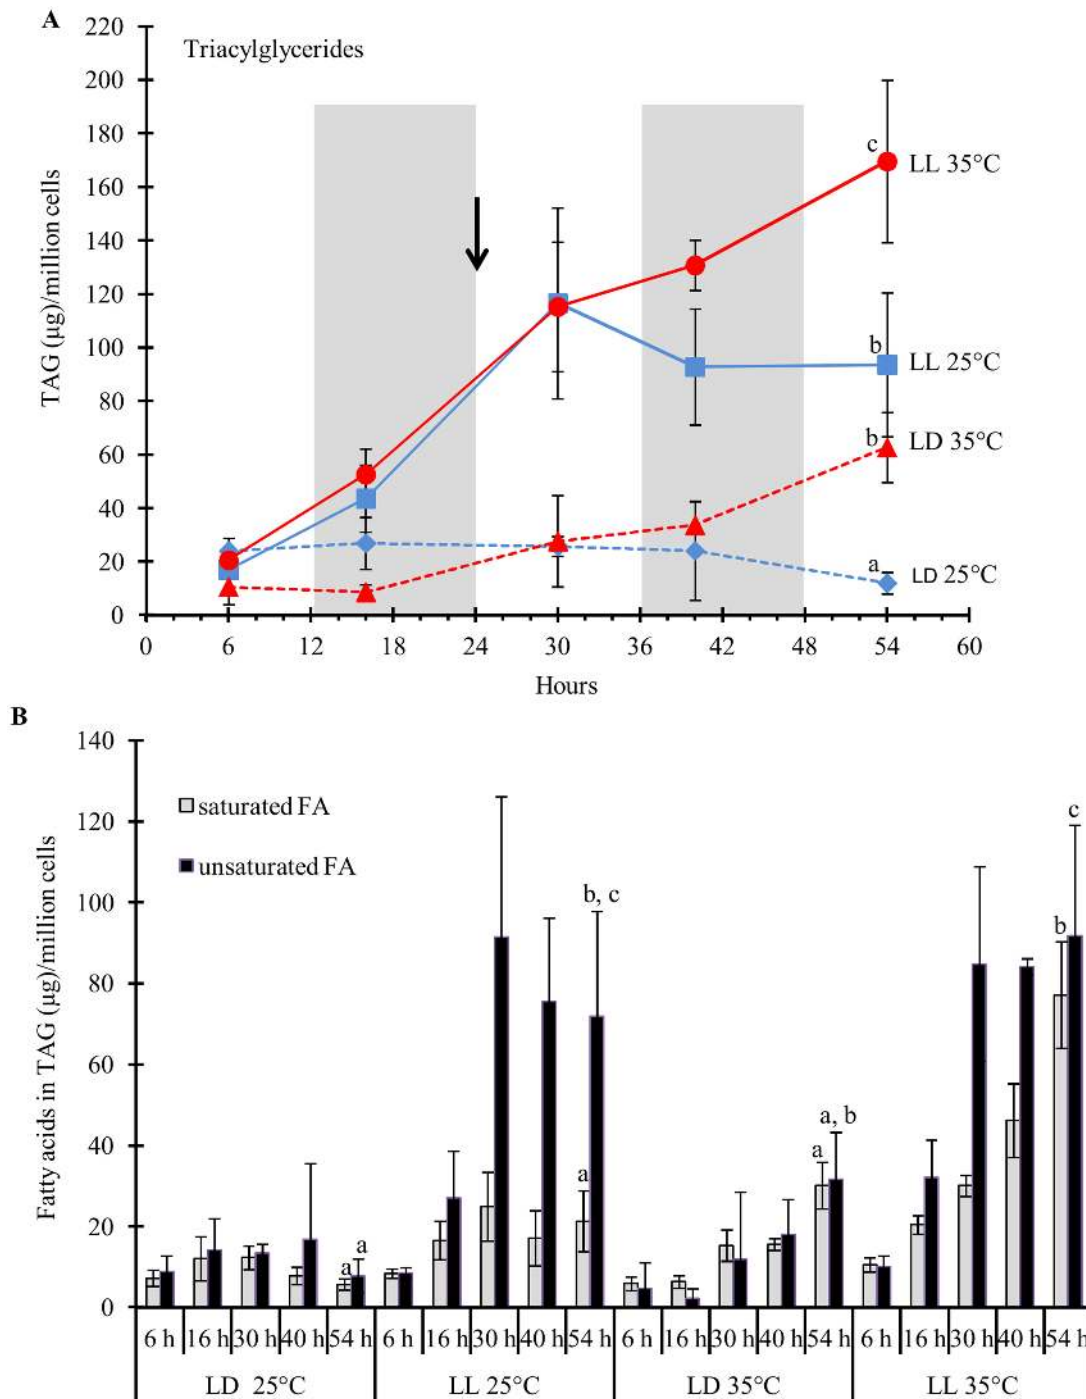 A
Triacylglycerides
TAG (µg)/million cells
220
200
180
160
140
120
100
80
60
40
20
0
c
LL 35°C
b
LL 25°C
b
LD 35°C
a
LD 25°C
0 6 12 18 24 30 36 42 48 54 60
Hours
B
Fatty acids in TAG (µg)/million cells
140
120
100
80
60
40
20
0
saturated FA
unsaturated FA
a
a
a
b, c
a
a, b
b
c
6 h 16 h 30 h 40 h 54 h 6 h 16 h 30 h 40 h 54 h 6 h 16 h 30 h 40 h 54 h 6 h 16 h 30 h 40 h 54 h
LD 25°C LL 25°C LD 35°C LL 35°C